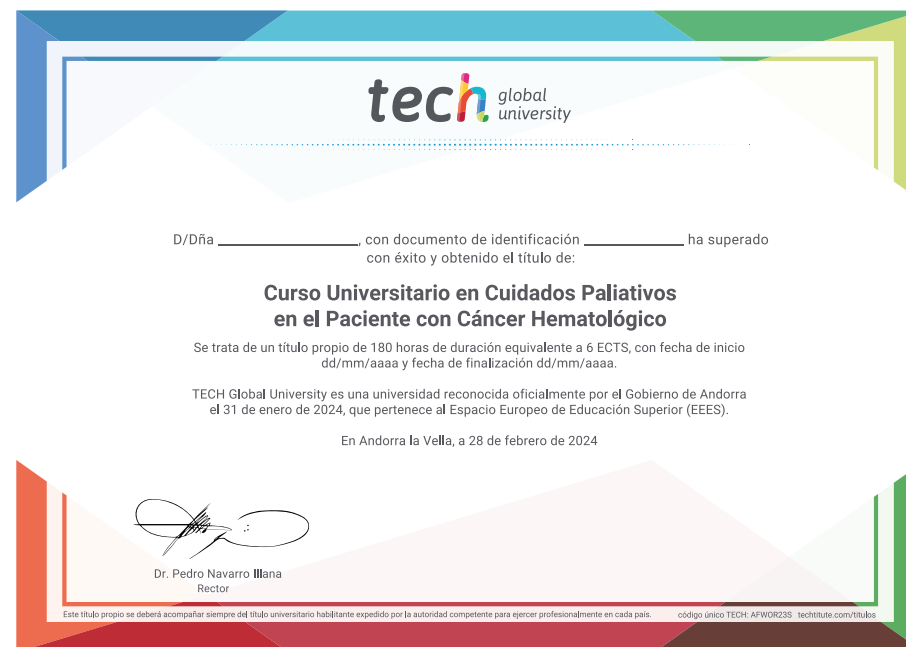 tech global university
D/Dña ____________________, con documento de identificación ______________ ha superado
con éxito y obtenido el título de:
Curso Universitario en Cuidados Paliativos
en el Paciente con Cáncer Hematológico
Se trata de un título propio de 180 horas de duración equivalente a 6 ECTS, con fecha de inicio
dd/mm/aaaa y fecha de finalización dd/mm/aaaa.
TECH Global University es una universidad reconocida oficialmente por el Gobierno de Andorra
el 31 de enero de 2024, que pertenece al Espacio Europeo de Educación Superior (EEES).
En Andorra la Vella, a 28 de febrero de 2024
Dr. Pedro Navarro Illana
Rector
Este título propio se deberá acompañar siempre del título universitario habilitante expedido por la autoridad competente para ejercer profesionalmente en cada país. código único TECH: AFWOR23S techtitute.com/titulos